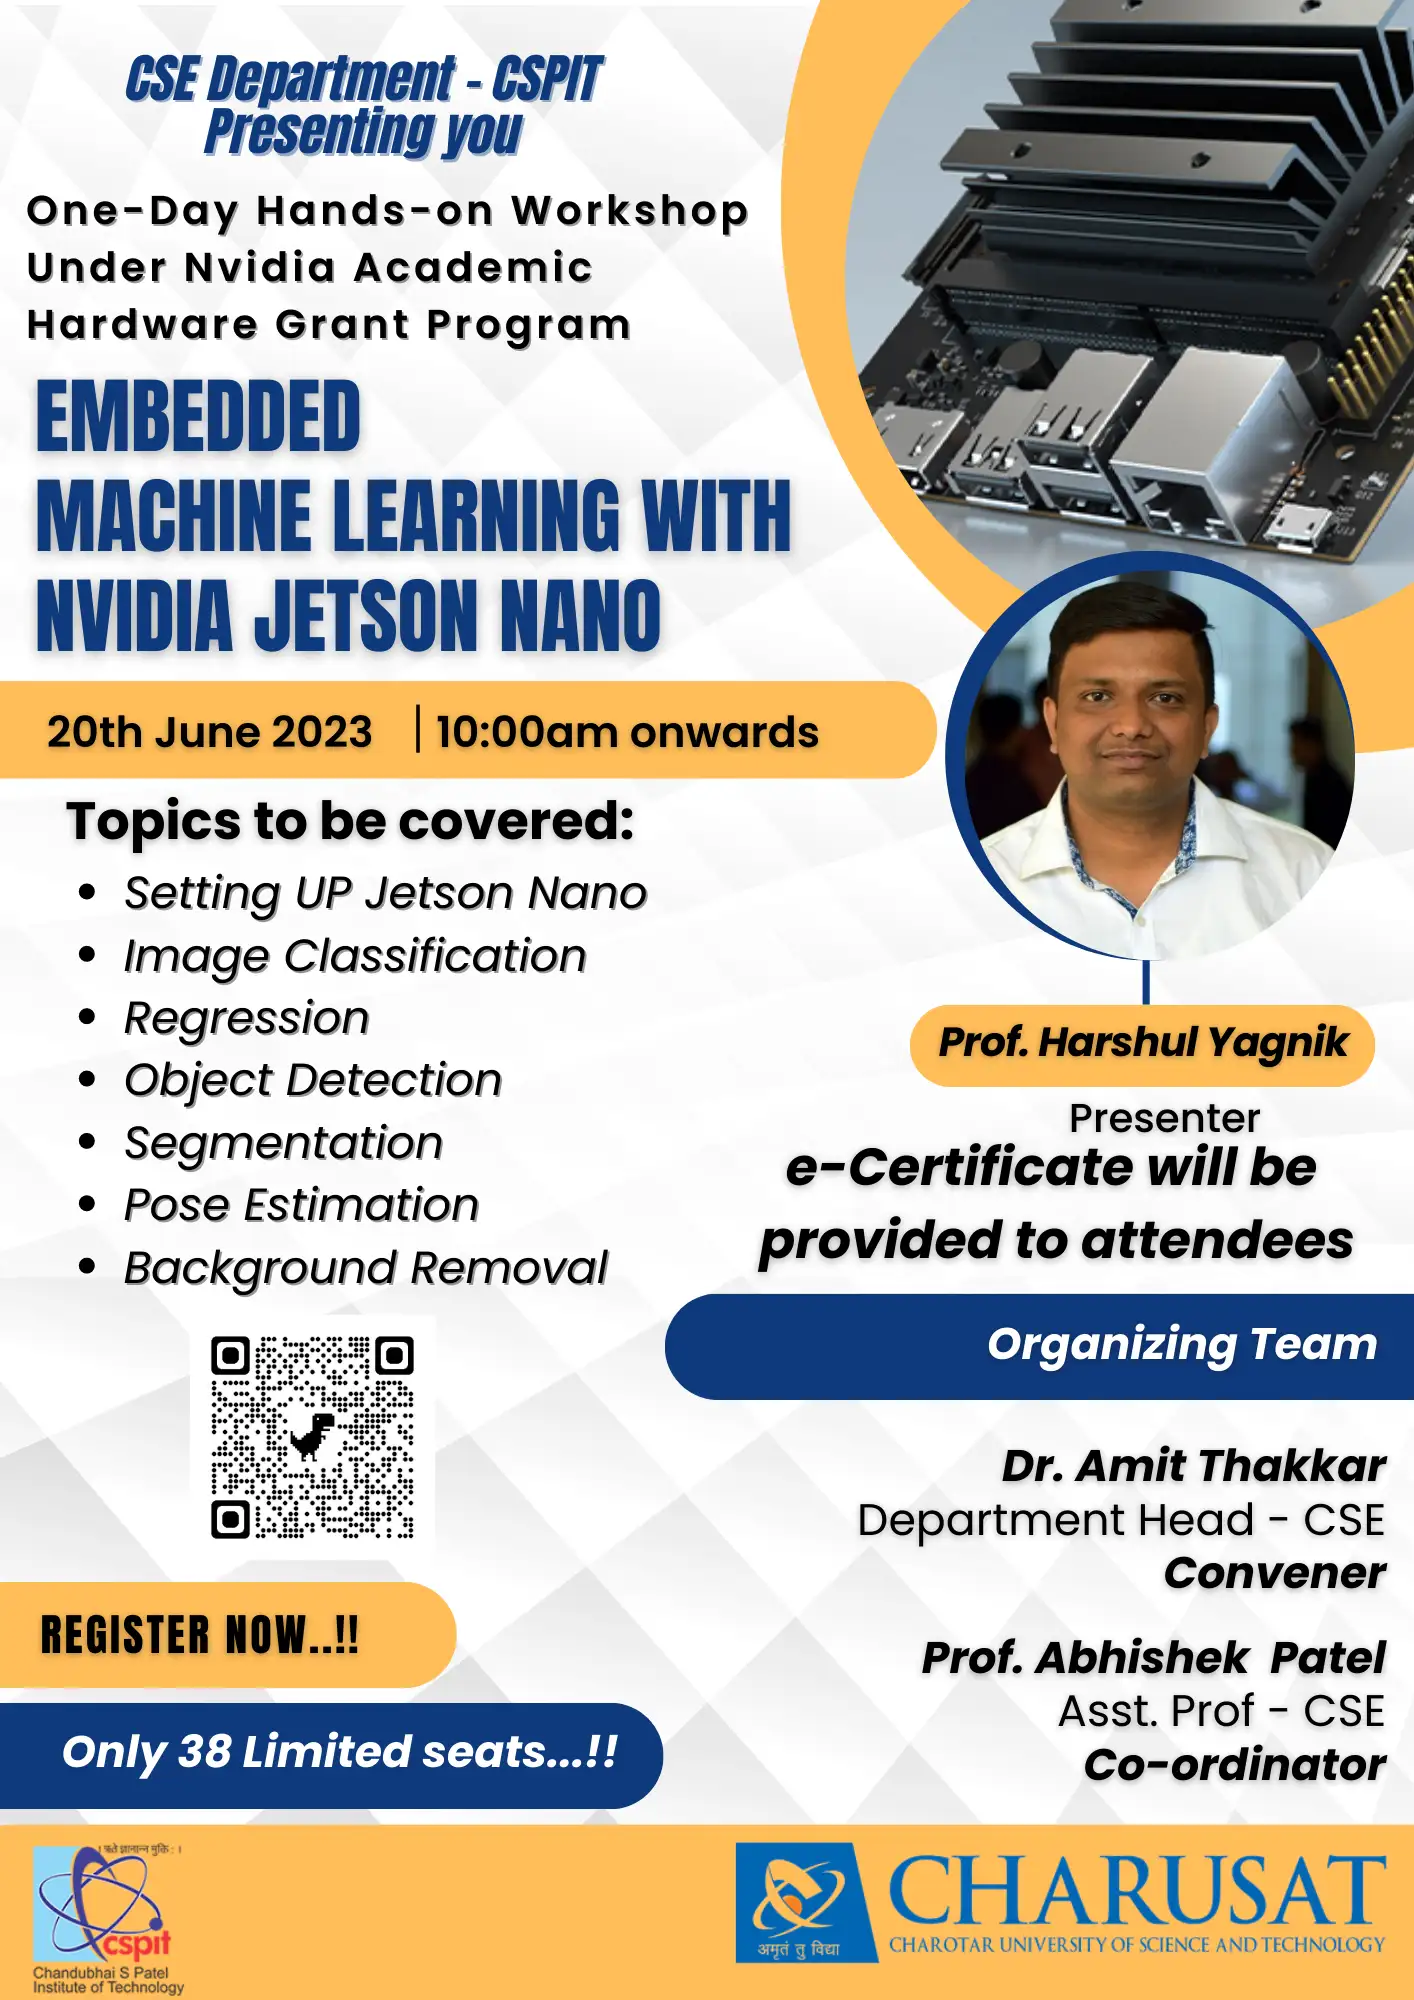 CSE Department - CSPIT
Presenting you
One-Day Hands-on Workshop
Under Nvidia Academic
Hardware Grant Program
EMBEDDED
MACHINE LEARNING WITH
NVIDIA JETSON NANO
20th June 2023 | 10:00am onwards
Topics to be covered:
• Setting UP Jetson Nano
• Image Classification
• Regression
• Object Detection
• Segmentation
• Pose Estimation
• Background Removal
Prof. Harshul Yagnik
Presenter
e-Certificate will be
provided to attendees
Organizing Team
Dr. Amit Thakkar
Department Head - CSE
Convener
Prof. Abhishek Patel
Asst. Prof - CSE
Co-ordinator
REGISTER NOW..!!
Only 38 Limited seats...!!
। ऋते ज्ञानान्न मुक्ति : ।
cspit
Chandubhai S Patel
Institute of Technology
अमृतं तु विद्या
CHARUSAT
CHAROTAR UNIVERSITY OF SCIENCE AND TECHNOLOGY